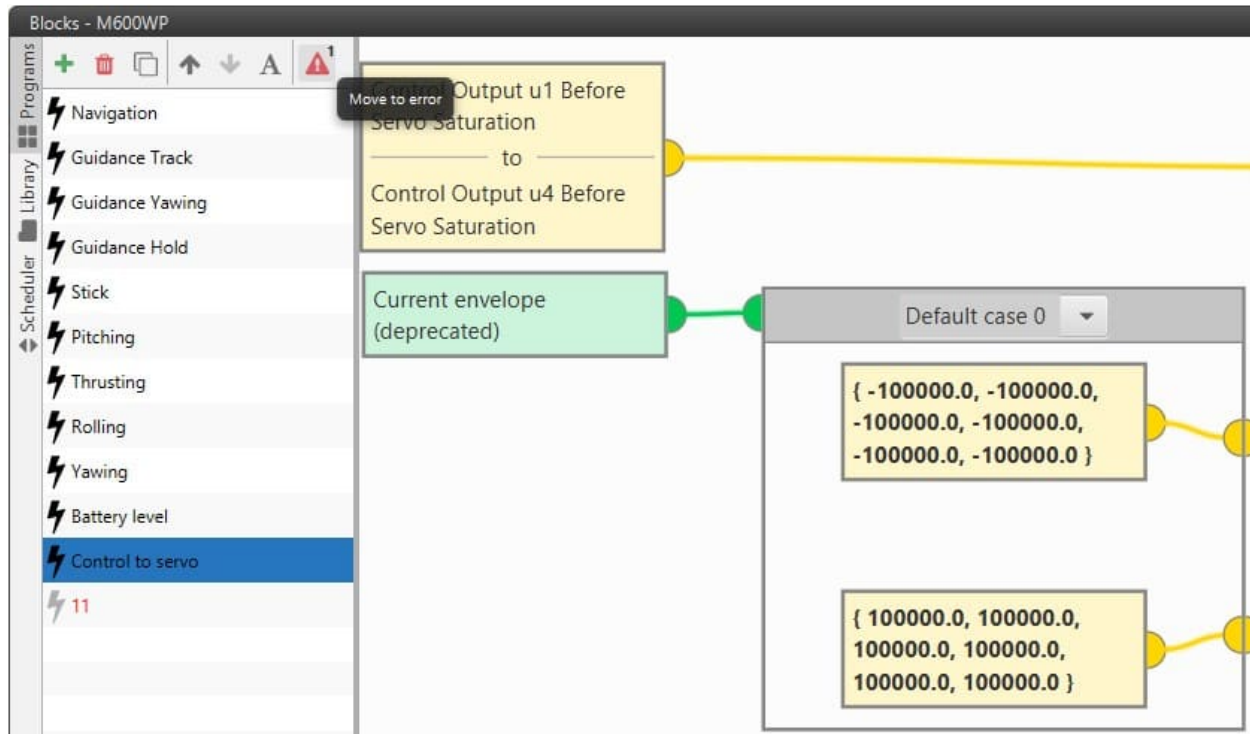 Blocks - M600WP
Programs
Library
Scheduler
A
1
Move to error
Navigation
Guidance Track
Guidance Yawing
Guidance Hold
Stick
Pitching
Thrusting
Rolling
Yawing
Battery level
Control to servo
11
Control Output u1 Before
Servo Saturation
to
Control Output u4 Before
Servo Saturation
Current envelope
(deprecated)
Default case 0
{ -100000.0, -100000.0,
-100000.0, -100000.0,
-100000.0, -100000.0 }
{ 100000.0, 100000.0,
100000.0, 100000.0,
100000.0, 100000.0 }